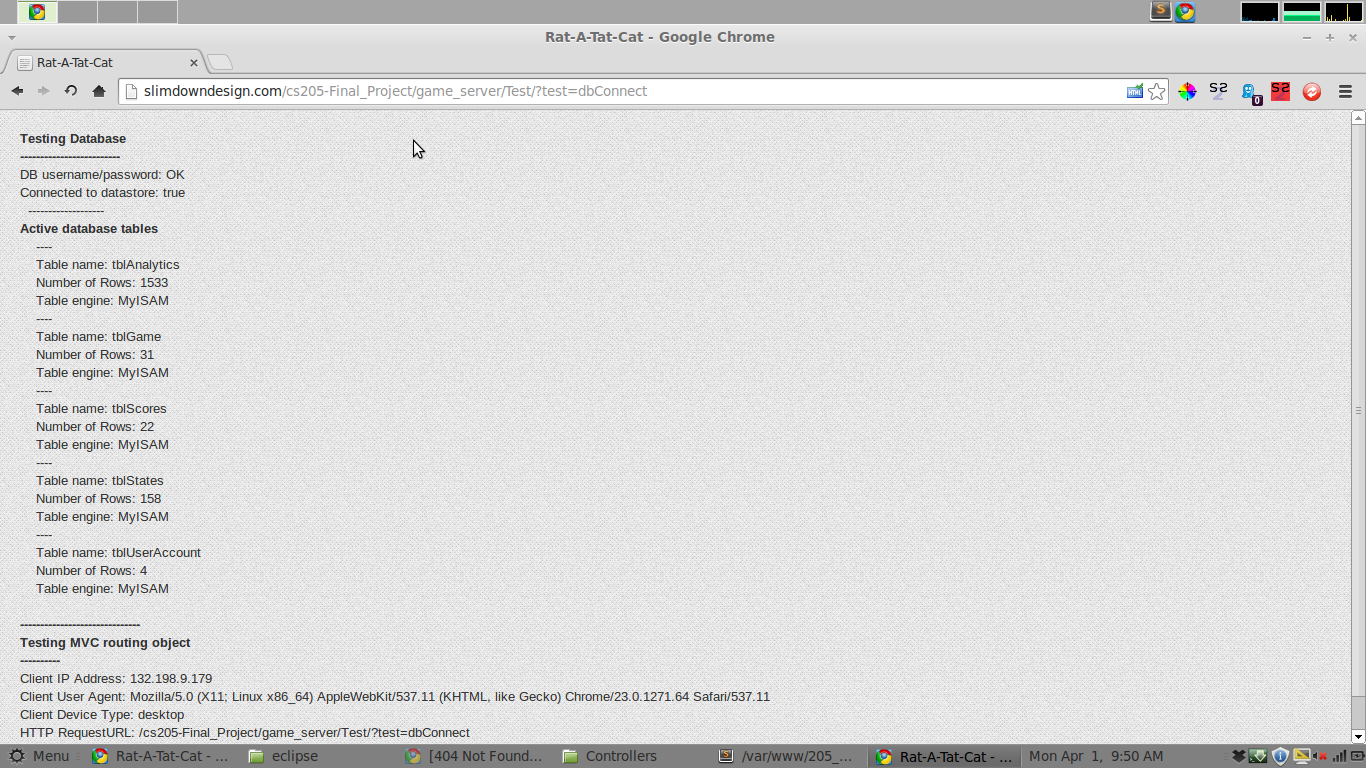 Rat-A-Tat-Cat - Google Chrome
Rat-A-Tat-Cat
slimdowndesign.com/cs205-Final_Project/game_server/Test/?test=dbConnect
Testing Database
-------------------------
DB username/password: OK
Connected to datastore: true
-------------------
Active database tables
----
Table name: tblAnalytics
Number of Rows: 1533
Table engine: MyISAM
----
Table name: tblGame
Number of Rows: 31
Table engine: MyISAM
----
Table name: tblScores
Number of Rows: 22
Table engine: MyISAM
----
Table name: tblStates
Number of Rows: 158
Table engine: MyISAM
----
Table name: tblUserAccount
Number of Rows: 4
Table engine: MyISAM
------------------------------
Testing MVC routing object
----------
Client IP Address: 132.198.9.179
Client User Agent: Mozilla/5.0 (X11; Linux x86_64) AppleWebKit/537.11 (KHTML, like Gecko) Chrome/23.0.1271.64 Safari/537.11
Client Device Type: desktop
HTTP RequestURL: /cs205-Final_Project/game_server/Test/?test=dbConnect
Menu Rat-A-Tat-Cat - ... eclipse [404 Not Found... Controllers /var/www/205_... Rat-A-Tat-Cat - ... Mon Apr 1, 9:50 AM